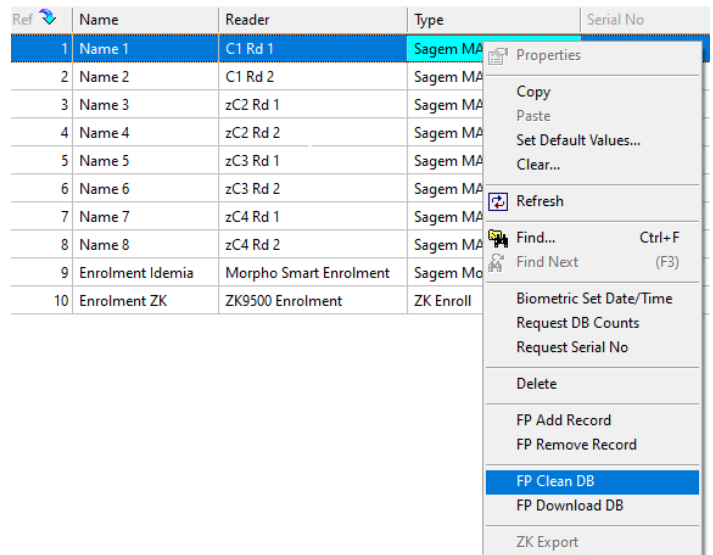 Ref Name Reader Type Serial No
1 Name 1 C1 Rd 1 Sagem MA
2 Name 2 C1 Rd 2 Sagem MA
3 Name 3 zC2 Rd 1 Sagem MA
4 Name 4 zC2 Rd 2 Sagem MA
5 Name 5 zC3 Rd 1 Sagem MA
6 Name 6 zC3 Rd 2 Sagem MA
7 Name 7 zC4 Rd 1 Sagem MA
8 Name 8 zC4 Rd 2 Sagem MA
9 Enrolment Idemia Morpho Smart Enrolment Sagem Mo
10 Enrolment ZK ZK9500 Enrolment ZK Enroll
Properties
Copy
Paste
Set Default Values...
Clear...
Refresh
Find... Ctrl+F
Find Next (F3)
Biometric Set Date/Time
Request DB Counts
Request Serial No
Delete
FP Add Record
FP Remove Record
FP Clean DB
FP Download DB
ZK Export